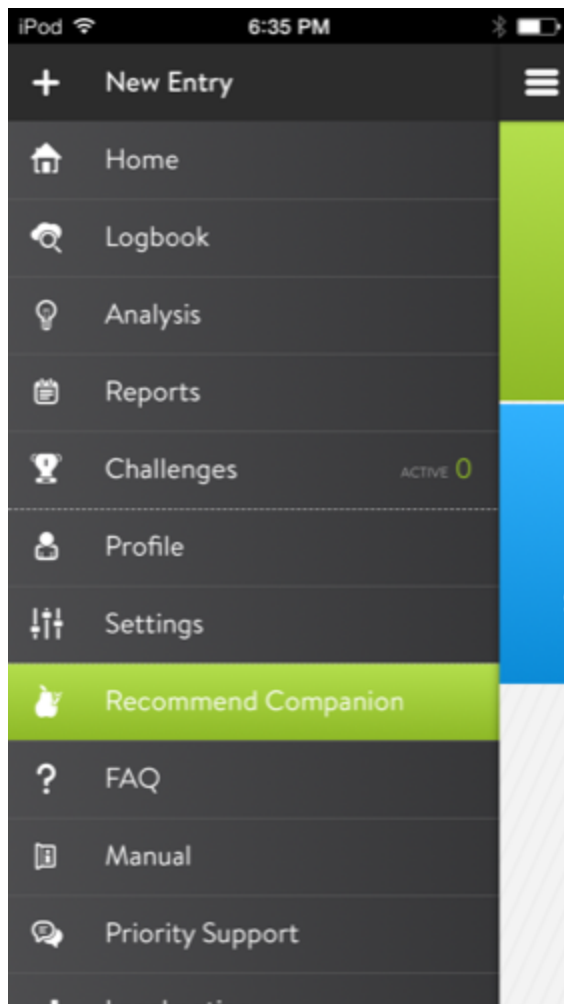 iPod 6:35 PM
New Entry
Home
Logbook
Analysis
Reports
Challenges ACTIVE 0
Profile
Settings
Recommend Companion
FAQ
Manual
Priority Support